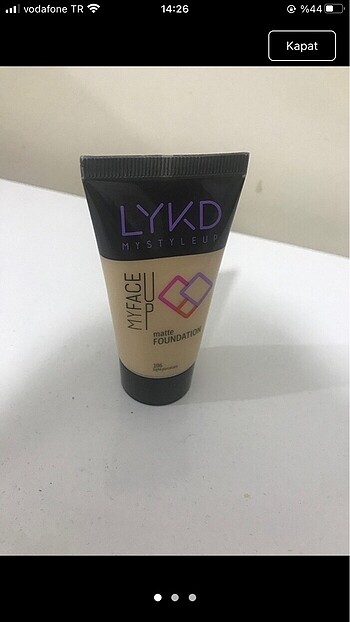 vodafone TR
14:26
%44
Kapat
LYKD
MYSTYLEUP
MYFACE
UP
matte
FOUNDATION